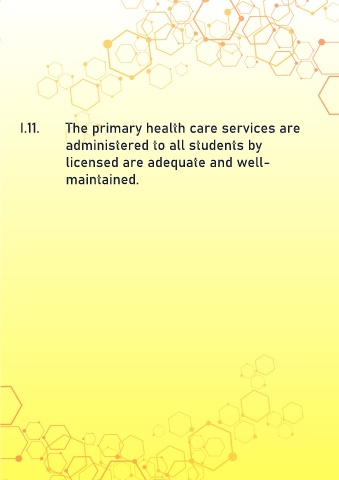 I.11. The primary health care services are
administered to all students by
licensed are adequate and well-
maintained.